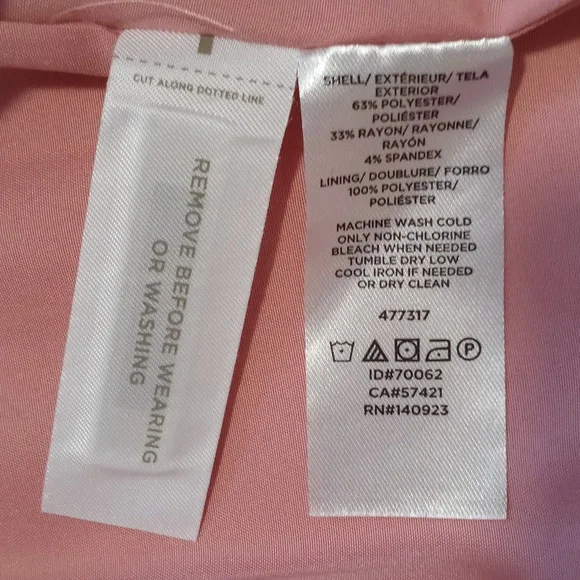 CUT ALONG DOTTED LINE
REMOVE BEFORE WEARING
OR WASHING
SHELL/ EXTÉRIEUR/ TELA
EXTERIOR
63% POLYESTER/
POLIÉSTER
33% RAYON/ RAYONNE/
RAYÓN
4% SPANDEX
LINING/ DOUBLURE/ FORRO
100% POLYESTER/
POLIÉSTER
MACHINE WASH COLD
ONLY NON-CHLORINE
BLEACH WHEN NEEDED
TUMBLE DRY LOW
COOL IRON IF NEEDED
OR DRY CLEAN
477317
P
ID#70062
CA#57421
RN#140923